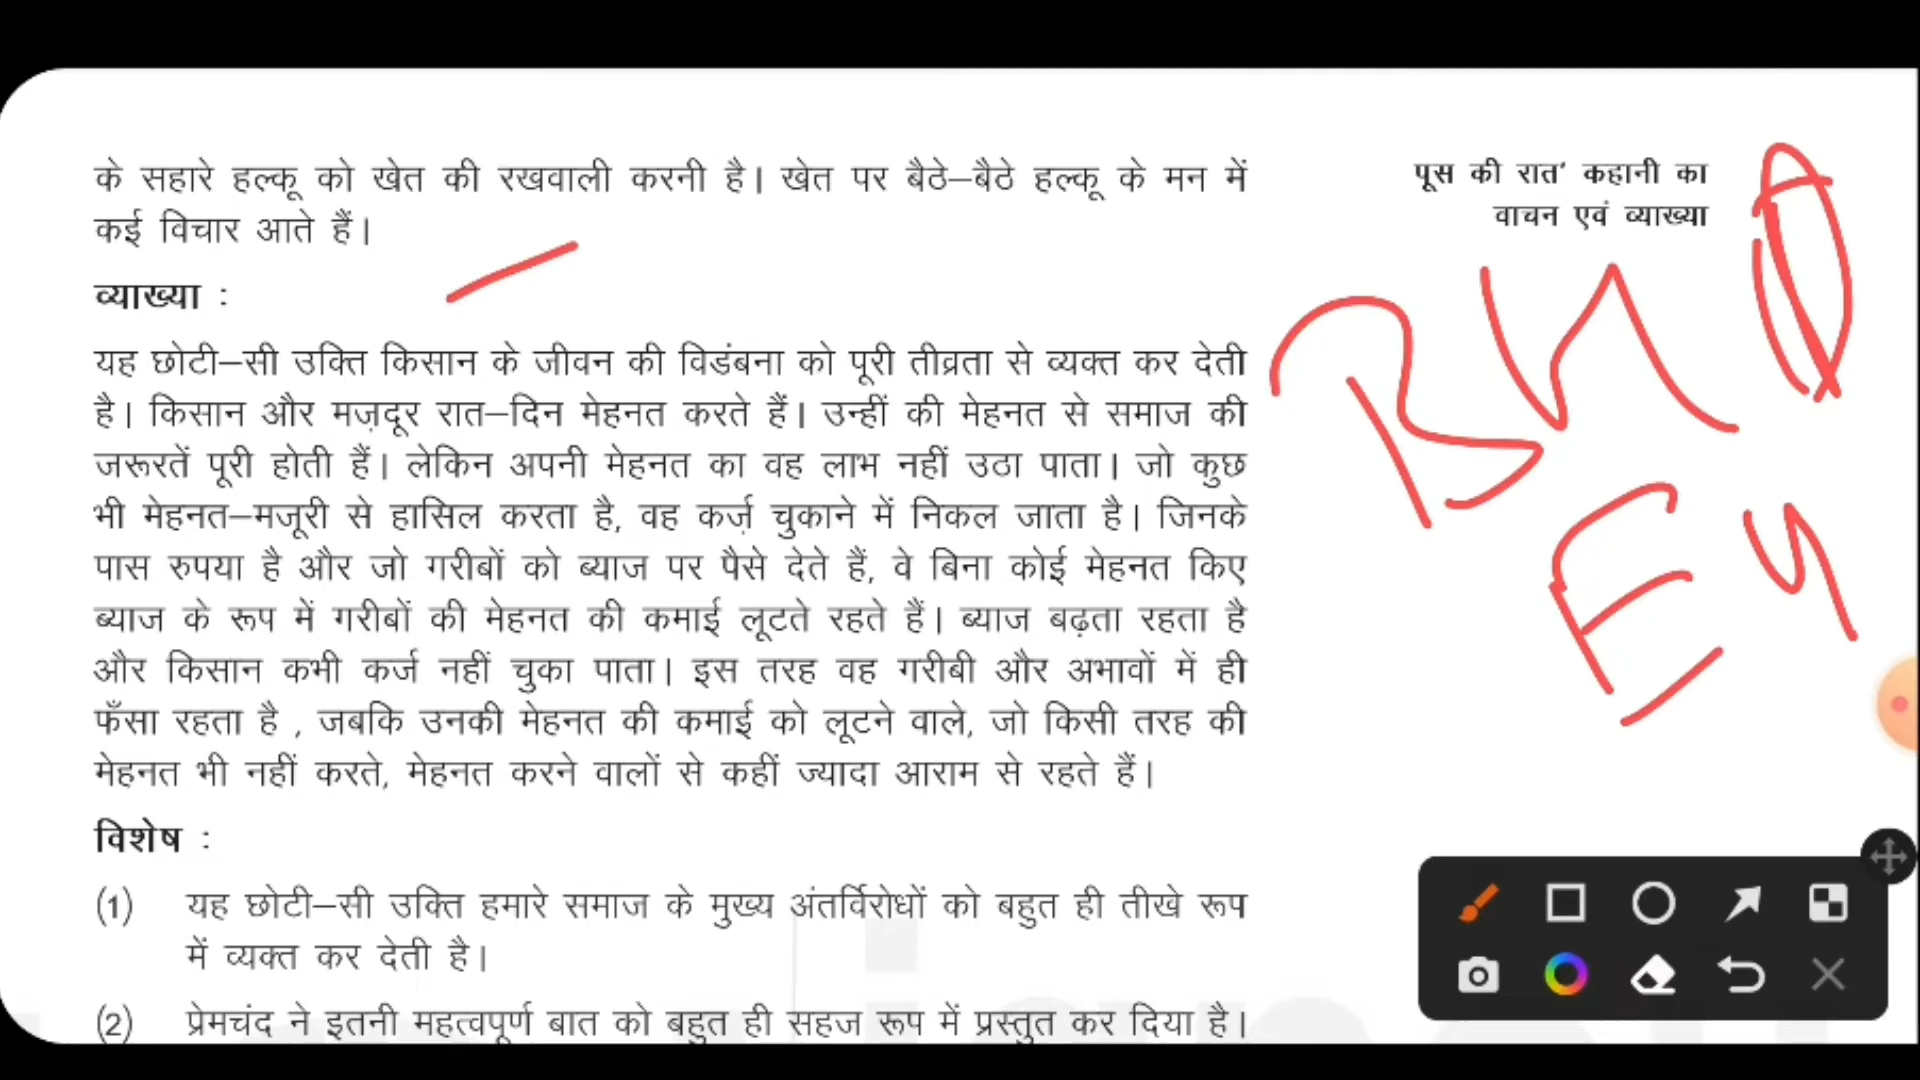 के सहारे हल्कू को खेत की रखवाली करनी है। खेत पर बैठे–बैठे हल्कू के मन में
कई विचार आते हैं।
पूस की रात' कहानी का
वाचन एवं व्याख्या
व्याख्या :
यह छोटी–सी उक्ति किसान के जीवन की विडंबना को पूरी तीव्रता से व्यक्त कर देती
है। किसान और मज़दूर रात–दिन मेहनत करते हैं। उन्हीं की मेहनत से समाज की
जरूरतें पूरी होती हैं। लेकिन अपनी मेहनत का वह लाभ नहीं उठा पाता। जो कुछ
भी मेहनत–मजूरी से हासिल करता है, वह कर्ज़ चुकाने में निकल जाता है। जिनके
पास रुपया है और जो गरीबों को ब्याज पर पैसे देते हैं, वे बिना कोई मेहनत किए
ब्याज के रूप में गरीबों की मेहनत की कमाई लूटते रहते हैं। ब्याज बढ़ता रहता है
और किसान कभी कर्ज नहीं चुका पाता। इस तरह वह गरीबी और अभावों में ही
फँसा रहता है , जबकि उनकी मेहनत की कमाई को लूटने वाले, जो किसी तरह की
मेहनत भी नहीं करते, मेहनत करने वालों से कहीं ज्यादा आराम से रहते हैं।
विशेष :
(1) यह छोटी–सी उक्ति हमारे समाज के मुख्य अंतर्विरोधों को बहुत ही तीखे रूप
में व्यक्त कर देती है।
(2) प्रेमचंद ने इतनी महत्वपूर्ण बात को बहुत ही सहज रूप में प्रस्तुत कर दिया है।